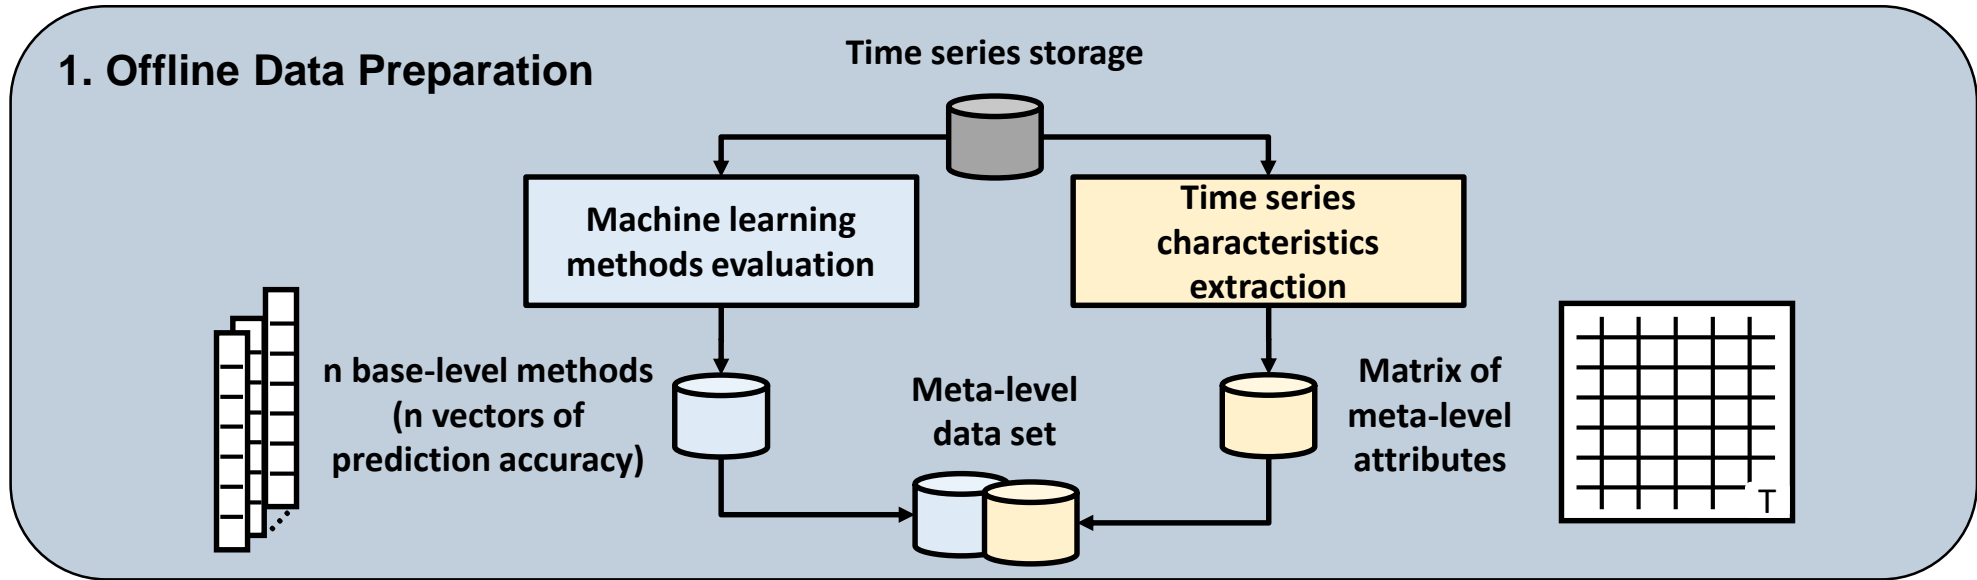 1. Offline Data Preparation
Time series storage
Machine learning
methods evaluation
Time series
characteristics
extraction
n base-level methods
(n vectors of
prediction accuracy)
Meta-level
data set
Matrix of
meta-level
attributes
T